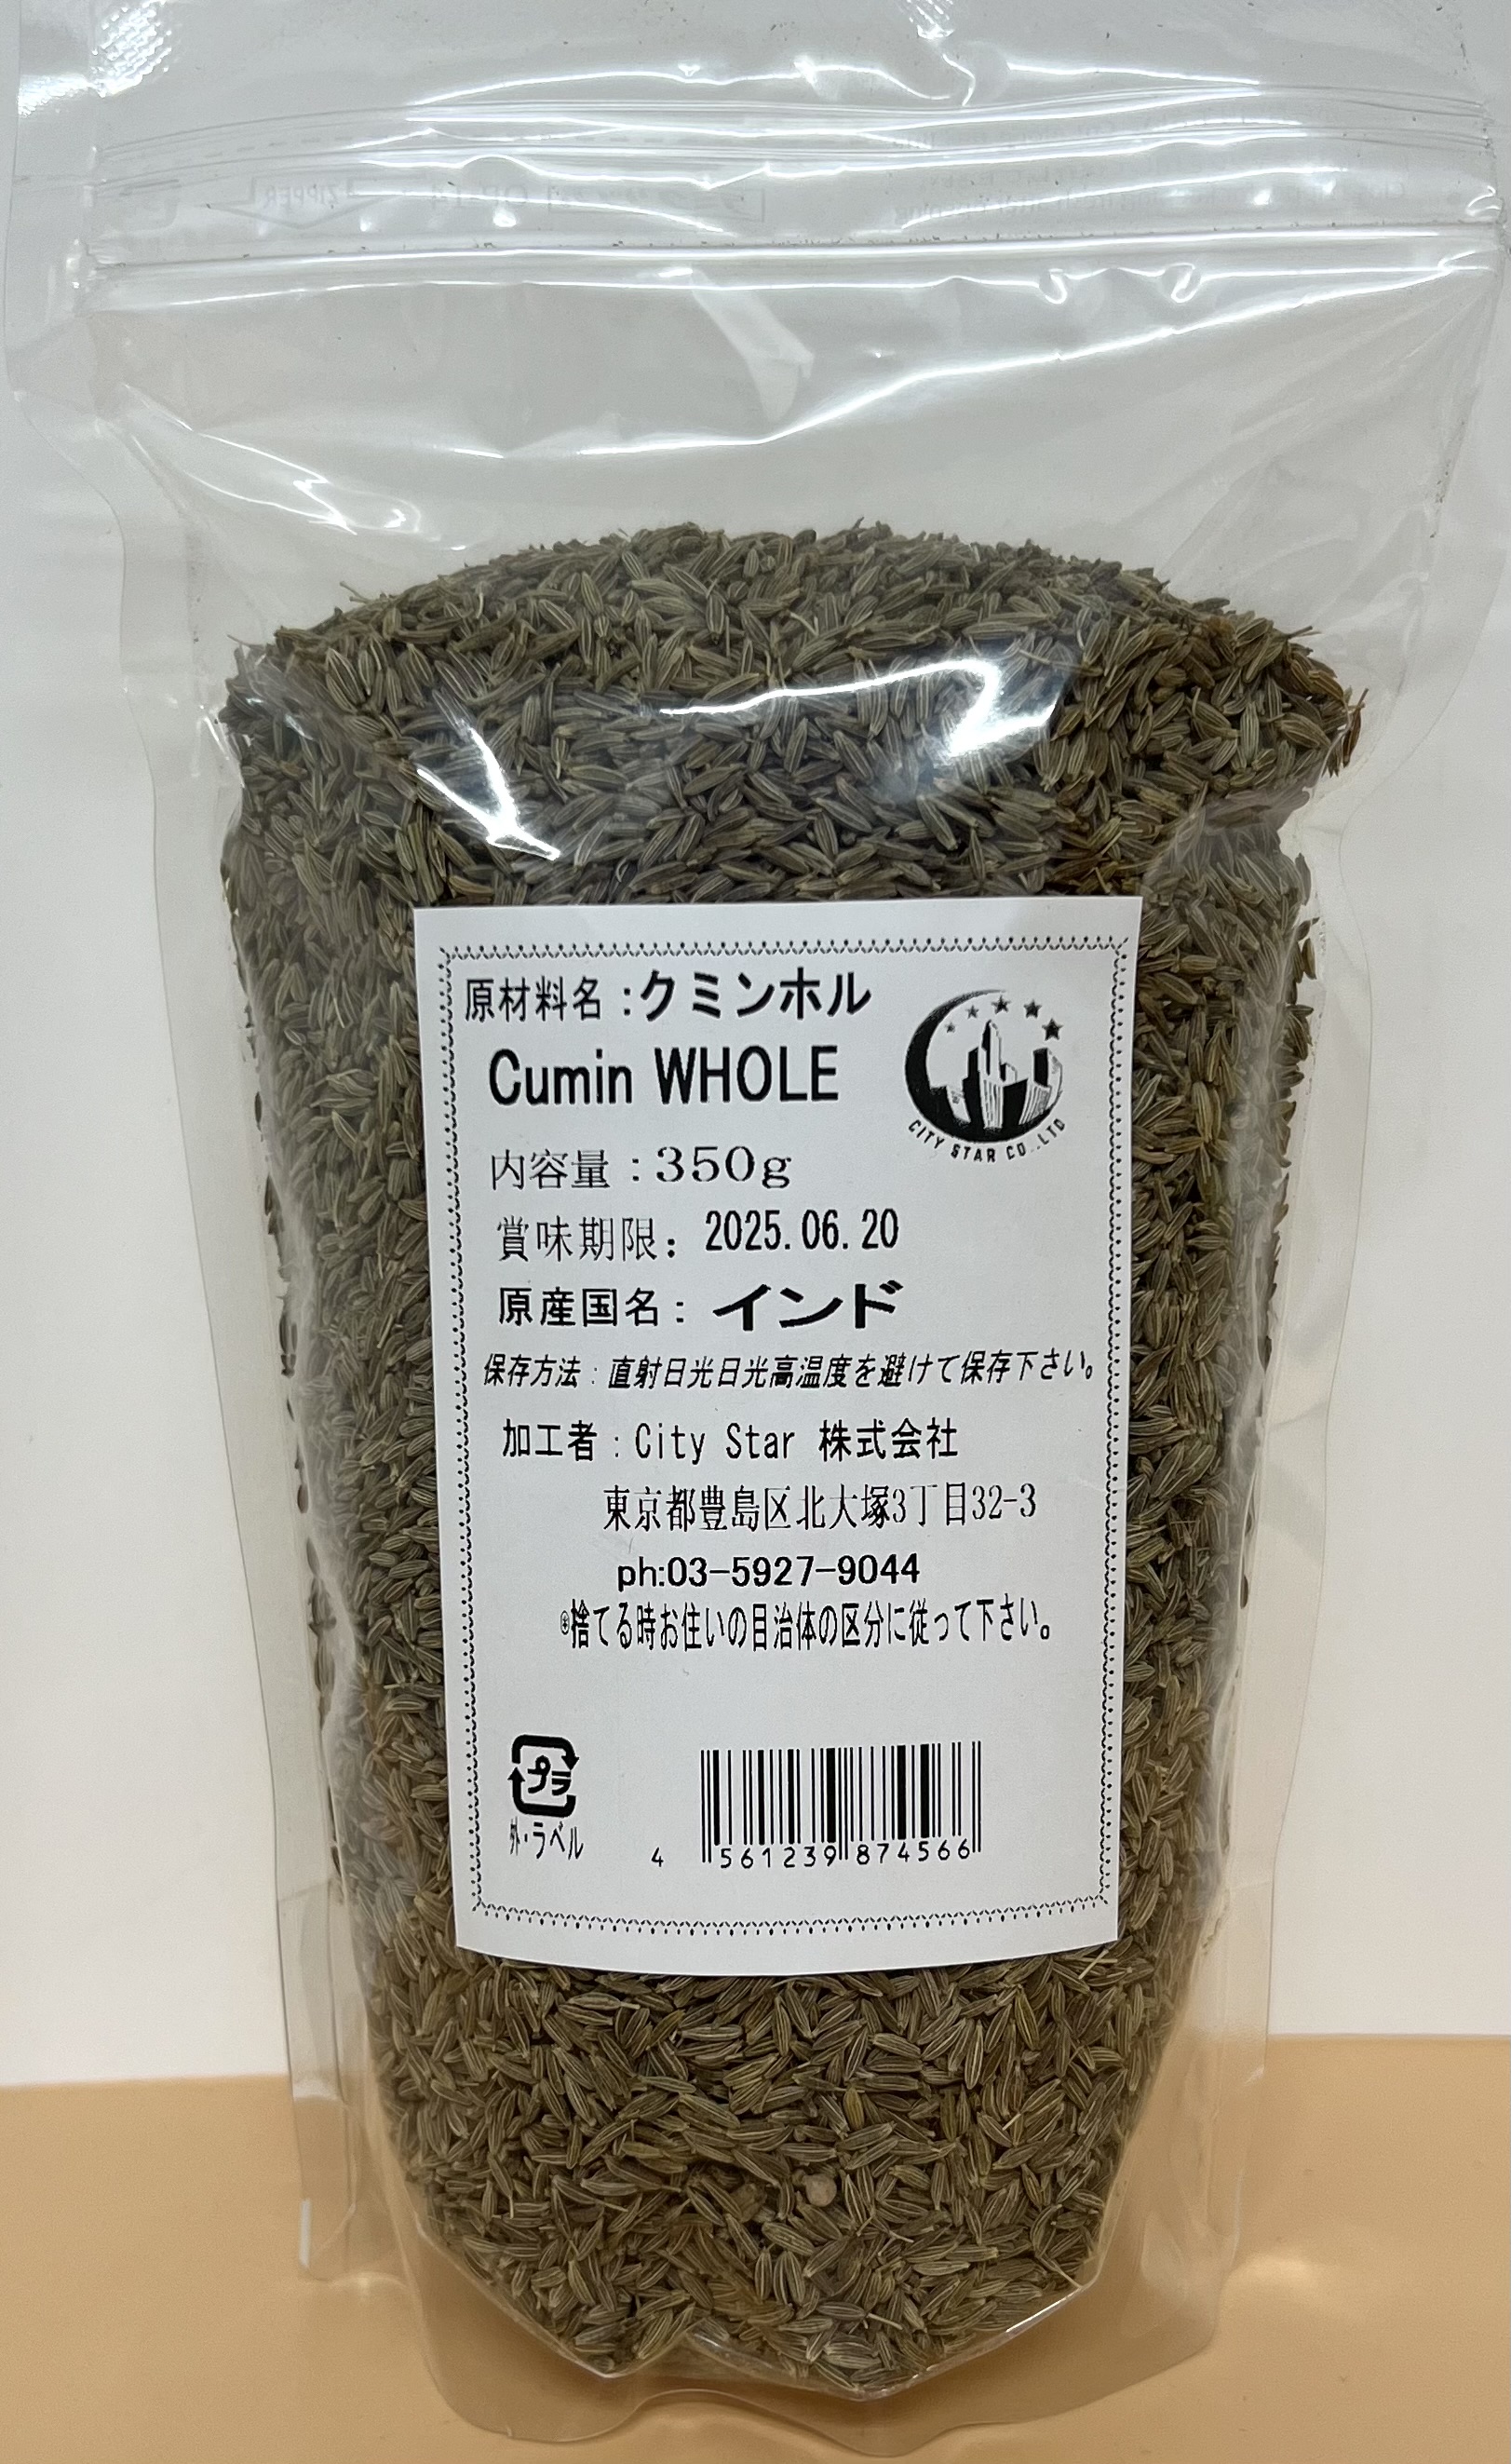 ZIPPER
原材料名：クミンホル
Cumin WHOLE
CITY STAR CO.,LTD
内容量：350g
賞味期限：2025.06.20
原産国名：インド
保存方法：直射日光日光高温度を避けて保存下さい。
加工者：City Star 株式会社
東京都豊島区北大塚3丁目32-3
ph:03-5927-9044
※捨てる時お住いの目治体の区分に従って下さい。
プラ
外・ラベル
4 561239 874566